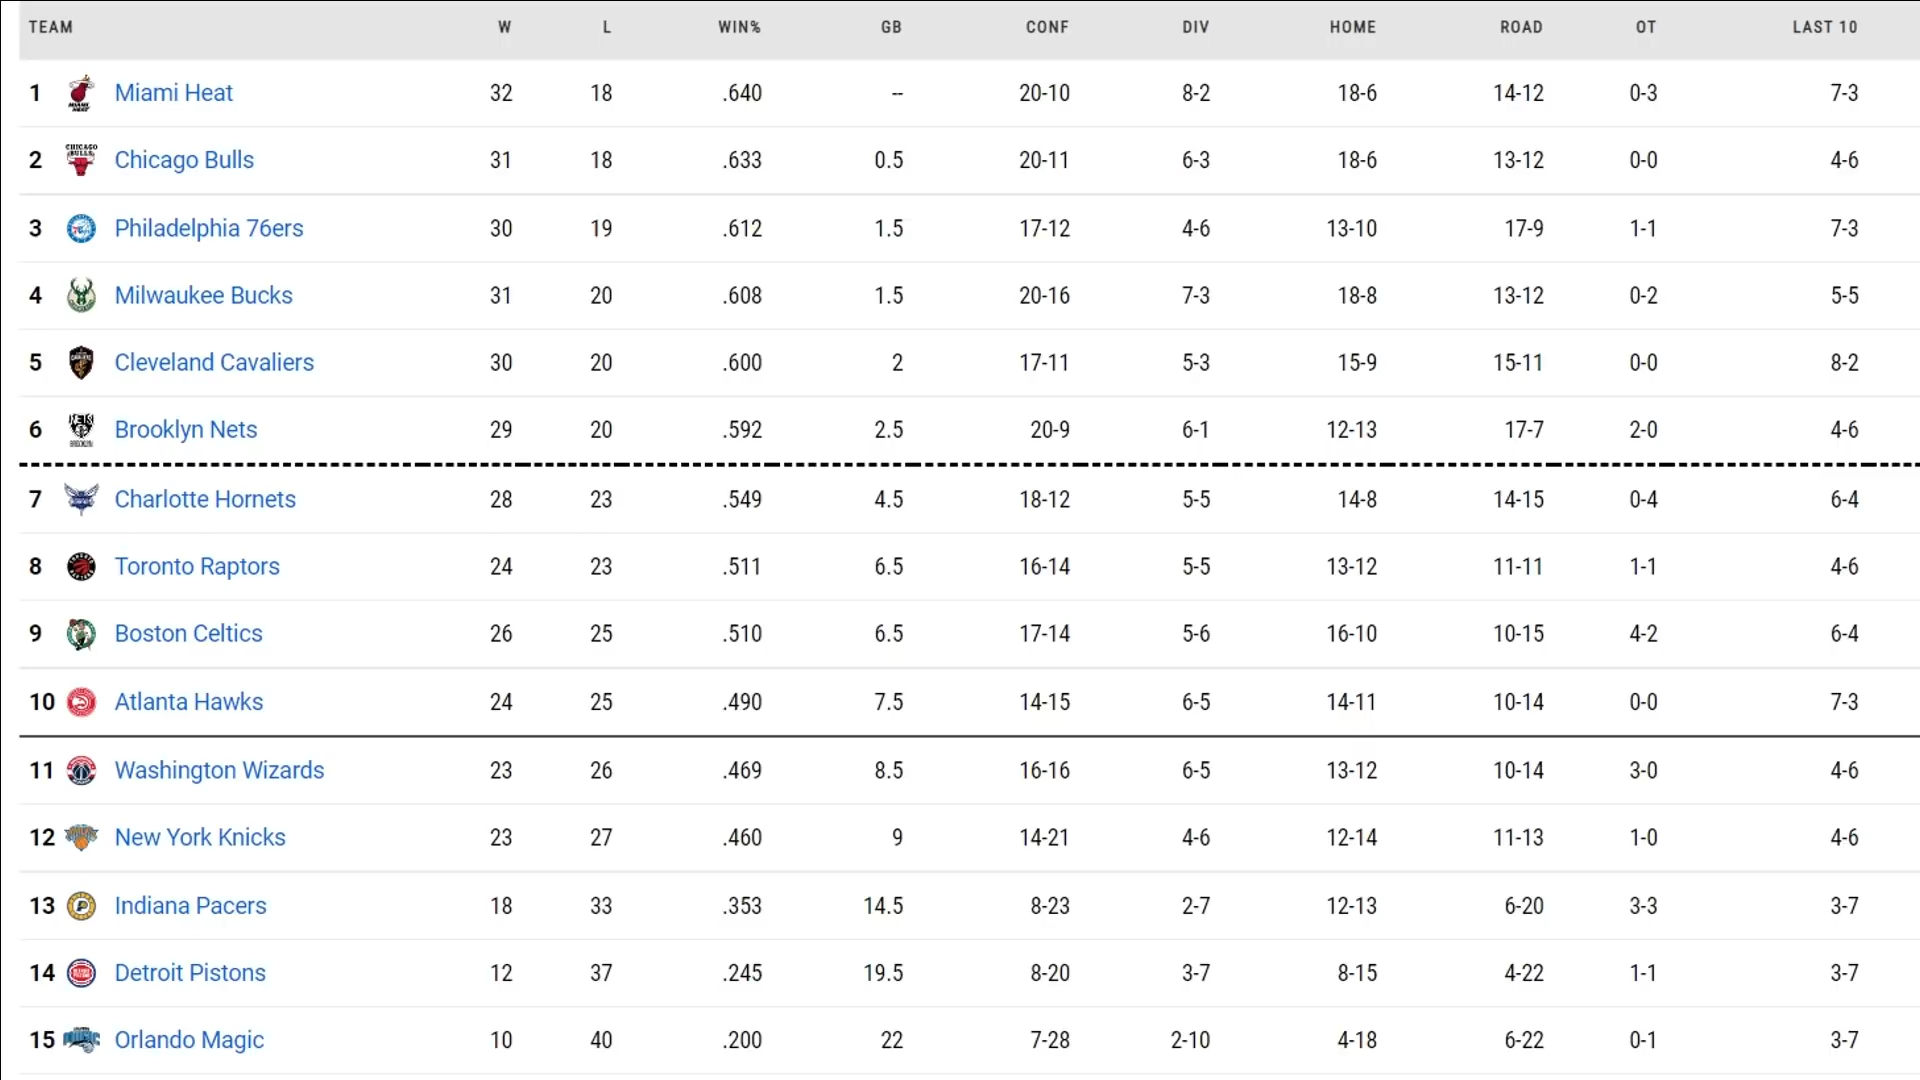 TEAM W L WIN% GB CONF DIV HOME ROAD OT LAST 10
1 Miami Heat 32 18 .640 -- 20-10 8-2 18-6 14-12 0-3 7-3
2 Chicago Bulls 31 18 .633 0.5 20-11 6-3 18-6 13-12 0-0 4-6
3 Philadelphia 76ers 30 19 .612 1.5 17-12 4-6 13-10 17-9 1-1 7-3
4 Milwaukee Bucks 31 20 .608 1.5 20-16 7-3 18-8 13-12 0-2 5-5
5 Cleveland Cavaliers 30 20 .600 2 17-11 5-3 15-9 15-11 0-0 8-2
6 Brooklyn Nets 29 20 .592 2.5 20-9 6-1 12-13 17-7 2-0 4-6
7 Charlotte Hornets 28 23 .549 4.5 18-12 5-5 14-8 14-15 0-4 6-4
8 Toronto Raptors 24 23 .511 6.5 16-14 5-5 13-12 11-11 1-1 4-6
9 Boston Celtics 26 25 .510 6.5 17-14 5-6 16-10 10-15 4-2 6-4
10 Atlanta Hawks 24 25 .490 7.5 14-15 6-5 14-11 10-14 0-0 7-3
11 Washington Wizards 23 26 .469 8.5 16-16 6-5 13-12 10-14 3-0 4-6
12 New York Knicks 23 27 .460 9 14-21 4-6 12-14 11-13 1-0 4-6
13 Indiana Pacers 18 33 .353 14.5 8-23 2-7 12-13 6-20 3-3 3-7
14 Detroit Pistons 12 37 .245 19.5 8-20 3-7 8-15 4-22 1-1 3-7
15 Orlando Magic 10 40 .200 22 7-28 2-10 4-18 6-22 0-1 3-7